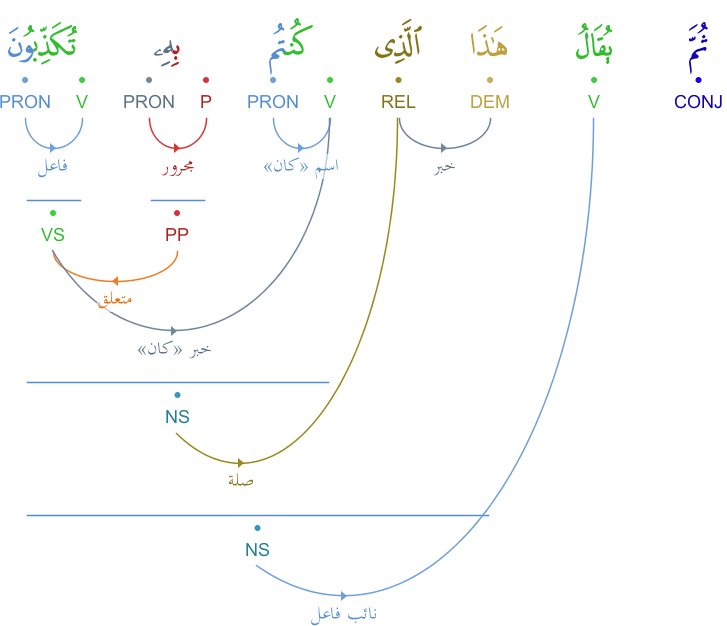 ثُمَّ يُقَالُ هَٰذَا ٱلَّذِى كُنتُم بِهِۦ تُكَذِّبُونَ
CONJ V DEM REL V PRON P PRON V PRON
خبر اسم «كان» مجرور فاعل
PP VS
متعلق
خبر «كان»
NS
صلة
NS
نائب فاعل